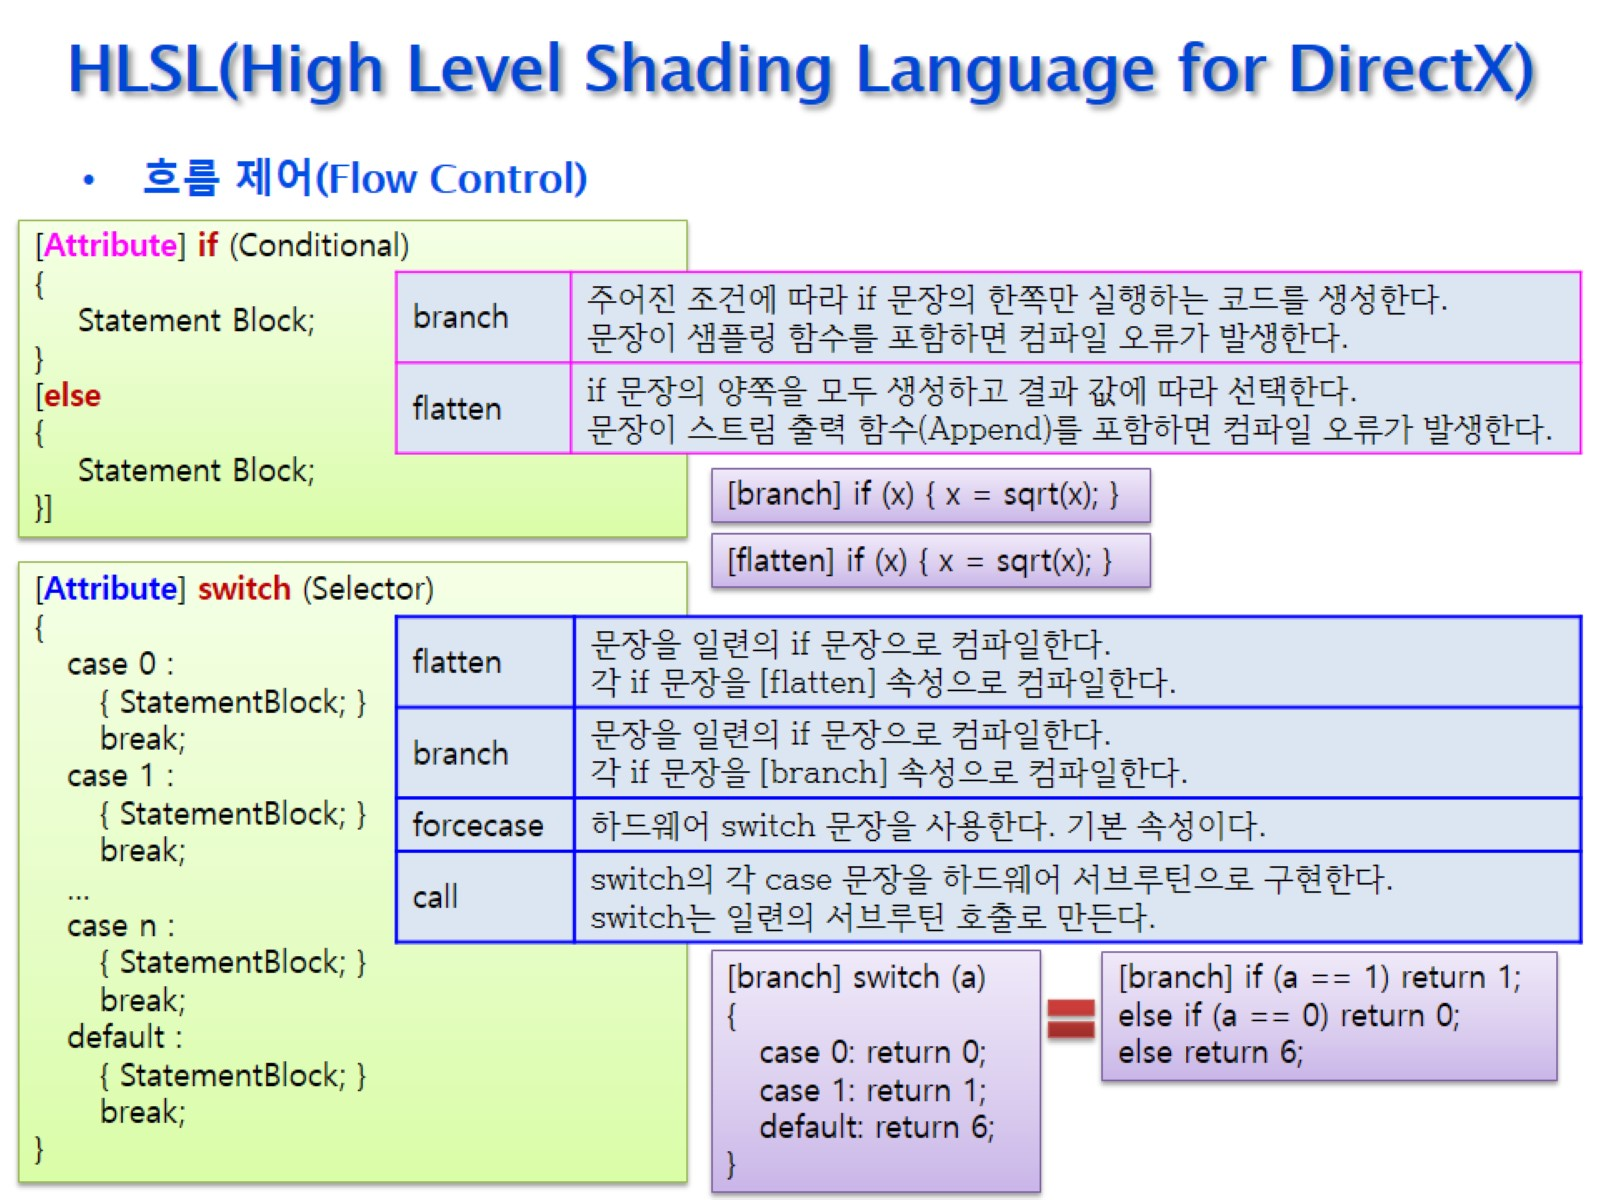 HLSL(High Level Shading Language for DirectX)
• 흐름 제어(Flow Control)
[Attribute] if (Conditional)
{
Statement Block;
}
[else
{
Statement Block;
}]
branch
주어진 조건에 따라 if 문장의 한쪽만 실행하는 코드를 생성한다.
문장이 샘플링 함수를 포함하면 컴파일 오류가 발생한다.
flatten
if 문장의 양쪽을 모두 생성하고 결과 값에 따라 선택한다.
문장이 스트림 출력 함수(Append)를 포함하면 컴파일 오류가 발생한다.
[branch] if (x) { x = sqrt(x); }
[flatten] if (x) { x = sqrt(x); }
[Attribute] switch (Selector)
{
case 0 :
{ StatementBlock; }
break;
case 1 :
{ StatementBlock; }
break;
...
case n :
{ StatementBlock; }
break;
default :
{ StatementBlock; }
break;
}
flatten
문장을 일련의 if 문장으로 컴파일한다.
각 if 문장을 [flatten] 속성으로 컴파일한다.
branch
문장을 일련의 if 문장으로 컴파일한다.
각 if 문장을 [branch] 속성으로 컴파일한다.
forcecase
하드웨어 switch 문장을 사용한다. 기본 속성이다.
call
switch의 각 case 문장을 하드웨어 서브루틴으로 구현한다.
switch는 일련의 서브루틴 호출로 만든다.
[branch] switch (a)
{
case 0: return 0;
case 1: return 1;
default: return 6;
}
[branch] if (a == 1) return 1;
else if (a == 0) return 0;
else return 6;